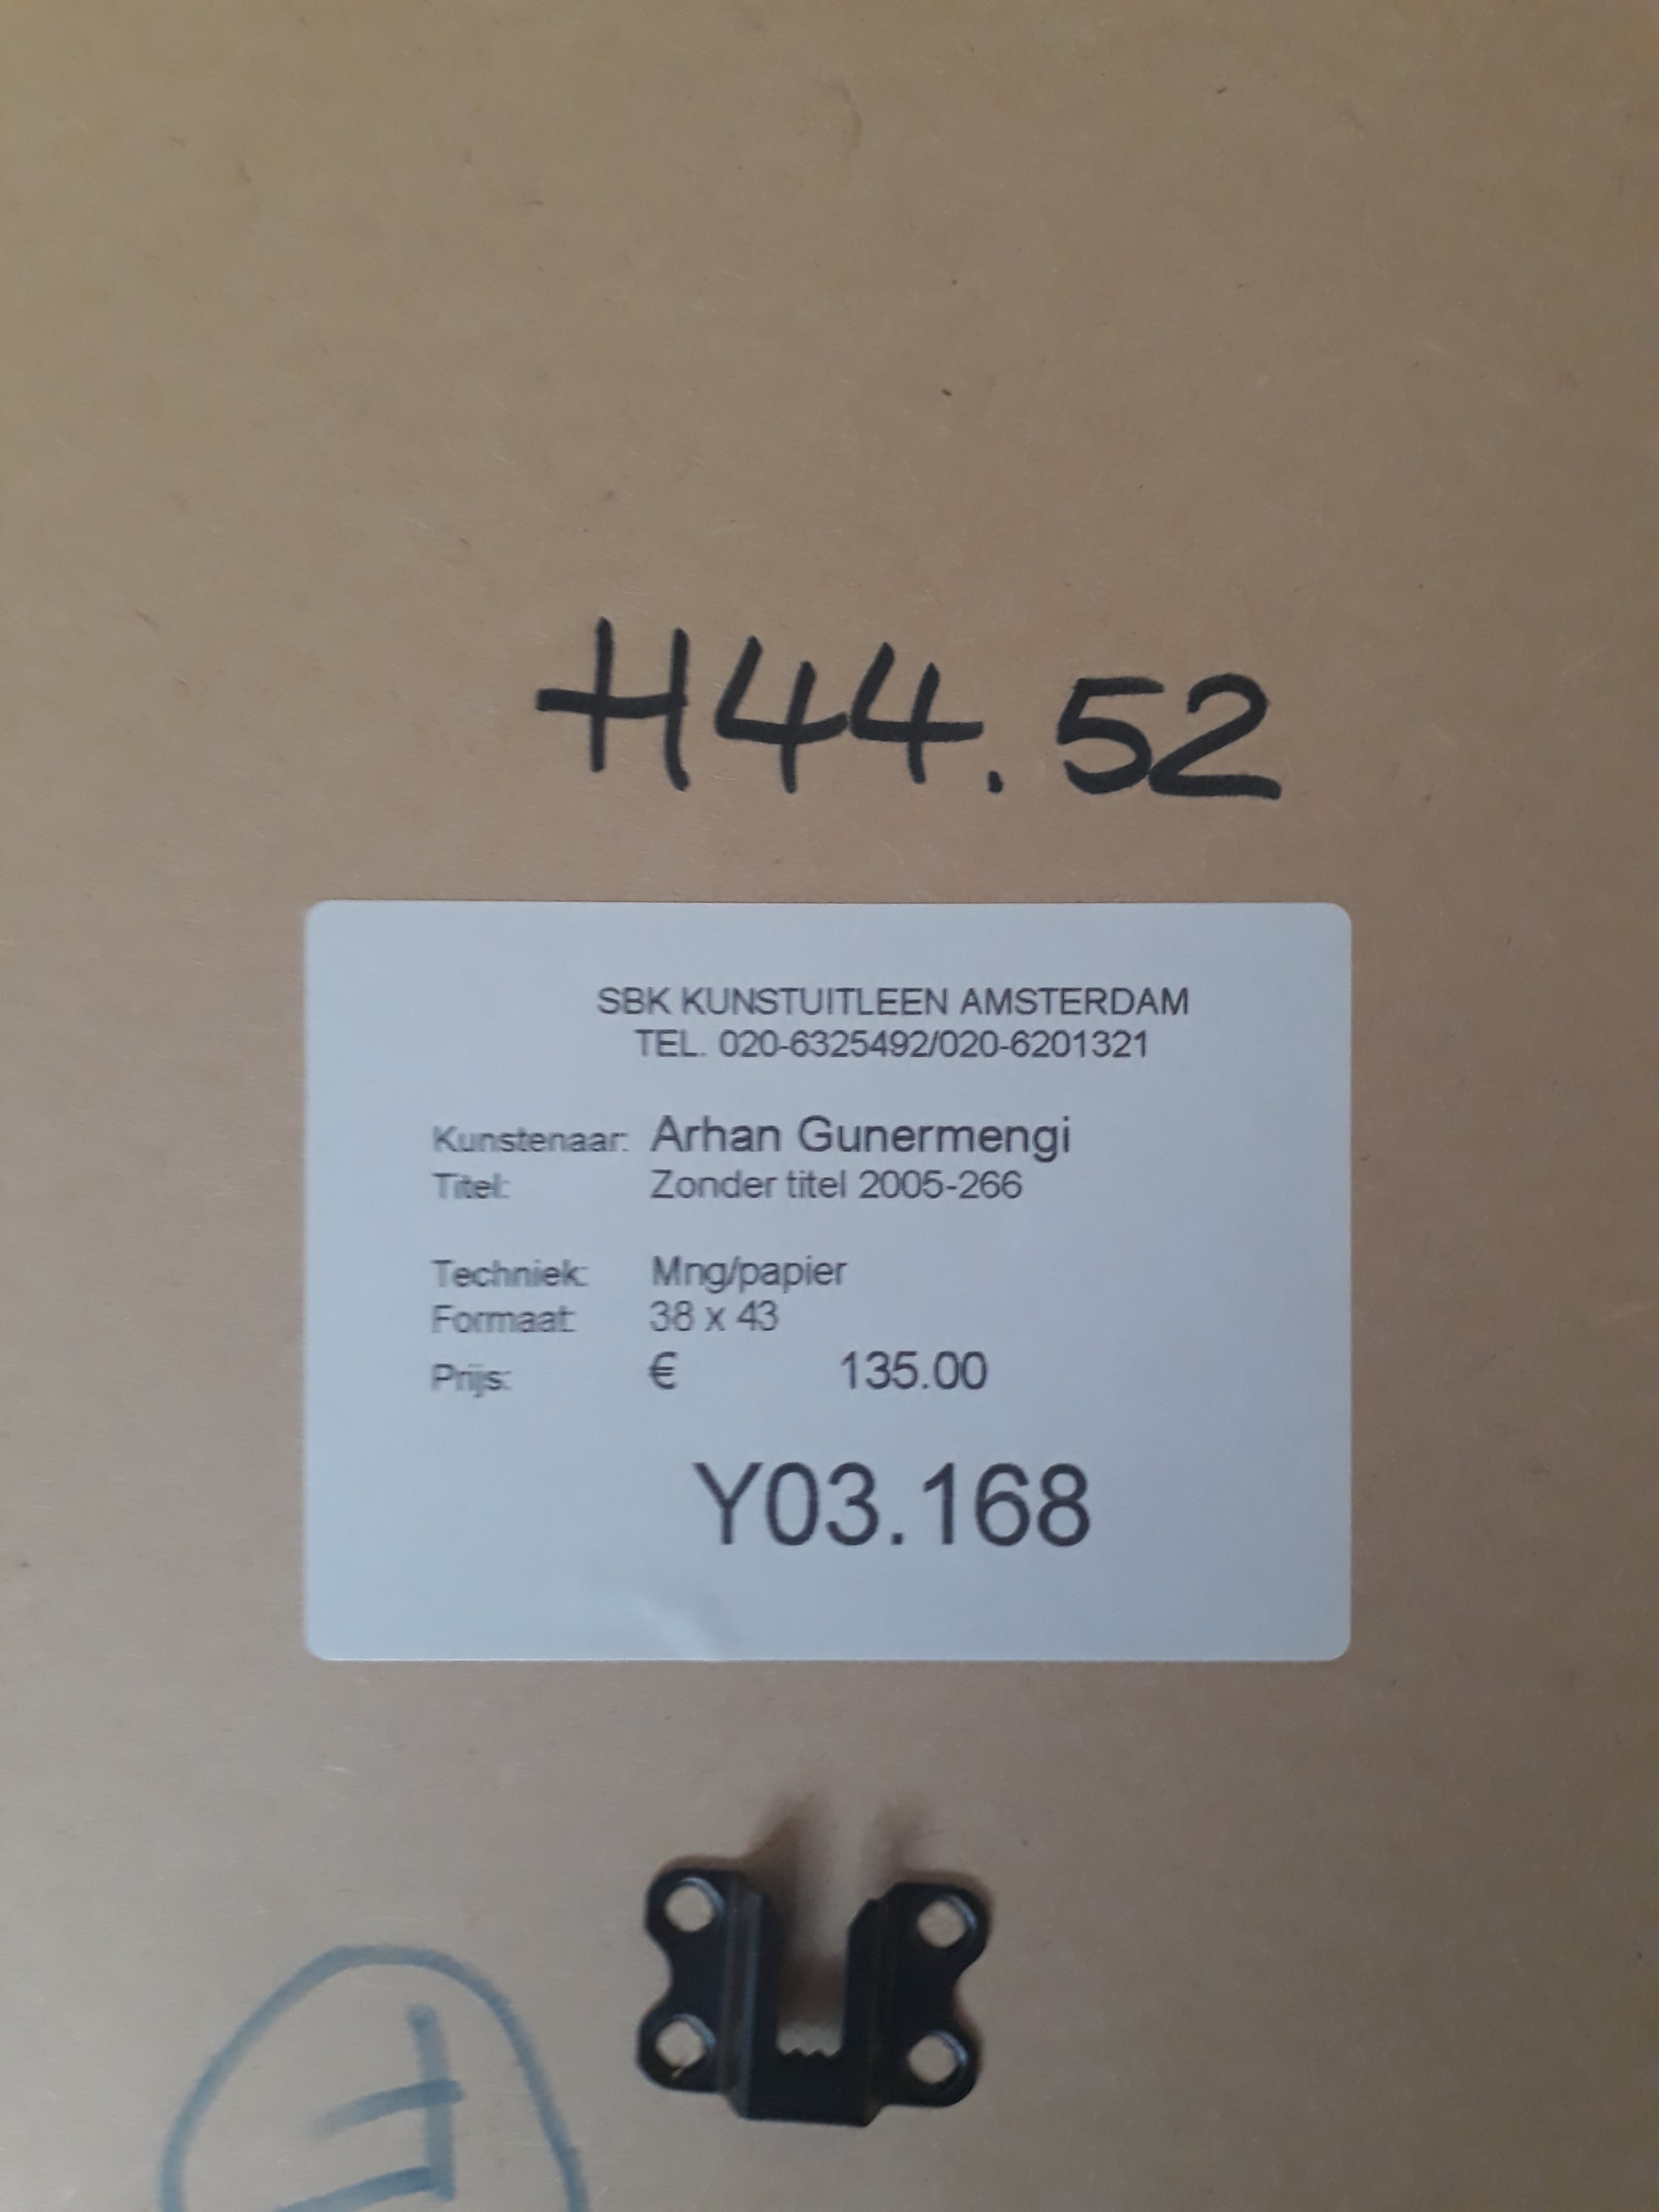 H44.52
SBK KUNSTUITLEEN AMSTERDAM
TEL. 020-6325492/020-6201321
Kunstenaar: Arhan Gunermengi
Titel: Zonder titel 2005-266
Techniek: Mng/papier
Formaat: 38 x 43
Prijs: € 135.00
Y03.168